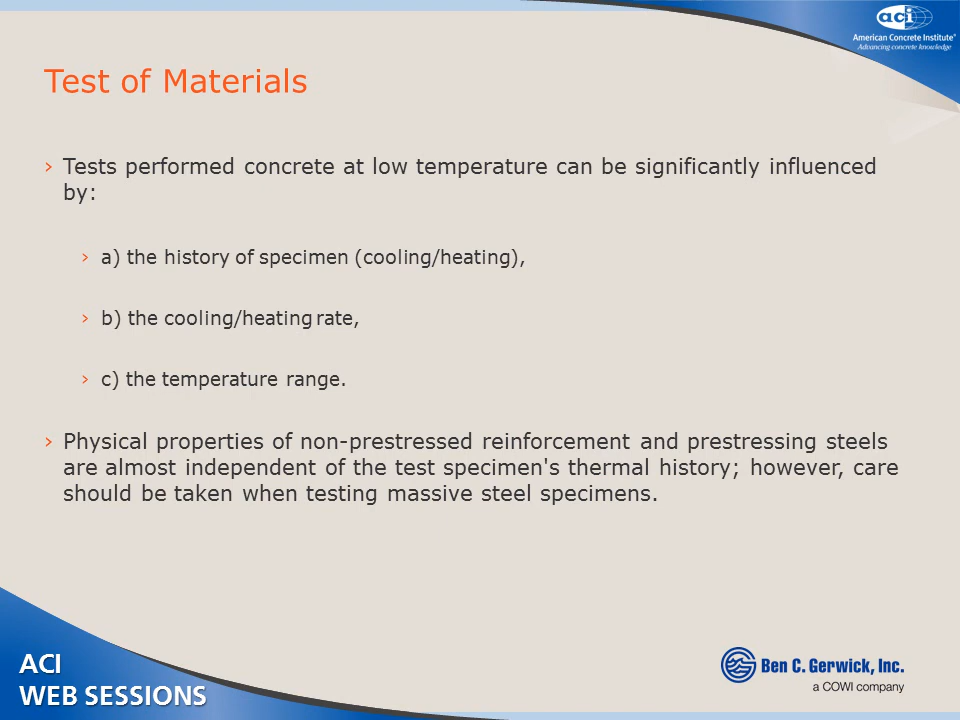 aci
American Concrete Institute®
Advancing concrete knowledge
Test of Materials
› Tests performed concrete at low temperature can be significantly influenced
by:
› a) the history of specimen (cooling/heating),
› b) the cooling/heating rate,
› c) the temperature range.
› Physical properties of non-prestressed reinforcement and prestressing steels
are almost independent of the test specimen's thermal history; however, care
should be taken when testing massive steel specimens.
ACI
WEB SESSIONS
Ben C. Gerwick, Inc.
a COWI company